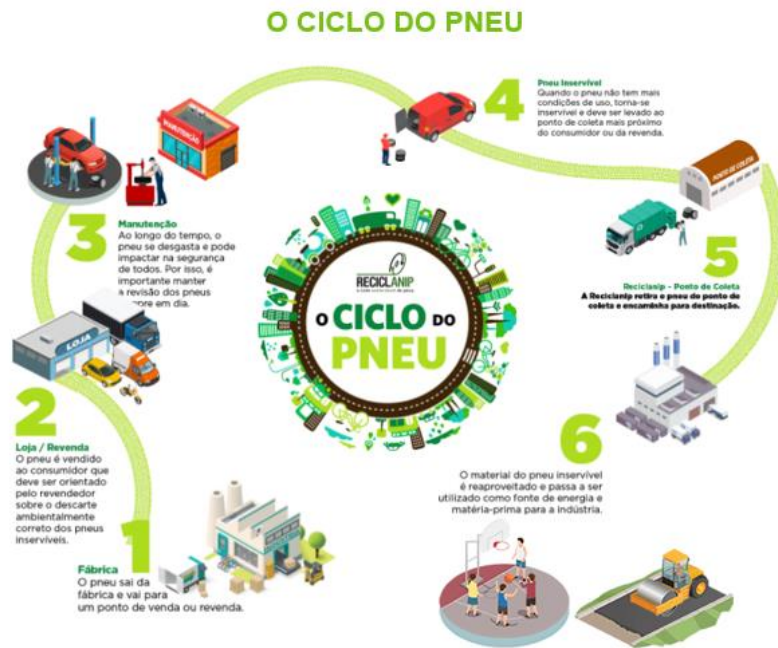 O CICLO DO PNEU
4
Pneu Inservível
Quando o pneu não tem mais
condições de uso, torna-se
inservível e deve ser levado ao
ponto de coleta mais próximo
do consumidor ou da revenda.
MANUTENÇÃO
PONTO DE COLETA
3
Manutenção
Ao longo do tempo, o
pneu se desgasta e pode
impactar na segurança
de todos. Por isso, é
importante manter
a revisão dos pneus
pre em dia.
5
Reciclanip - Ponto de Coleta
A Reciclanip retira o pneu do ponto de
coleta e encaminha para destinação.
RECICLANIP
O CICLO DO
PNEU
LOJA
2
Loja / Revenda
O pneu é vendido
ao consumidor que
deve ser orientado
pelo revendedor
sobre o descarte
ambientalmente
correto dos pneus
inservíveis.
6
O material do pneu inservível
é reaproveitado e passa a ser
utilizado como fonte de energia e
matéria-prima para a indústria.
1
Fábrica
O pneu sai da
fábrica e vai para
um ponto de venda ou revenda.